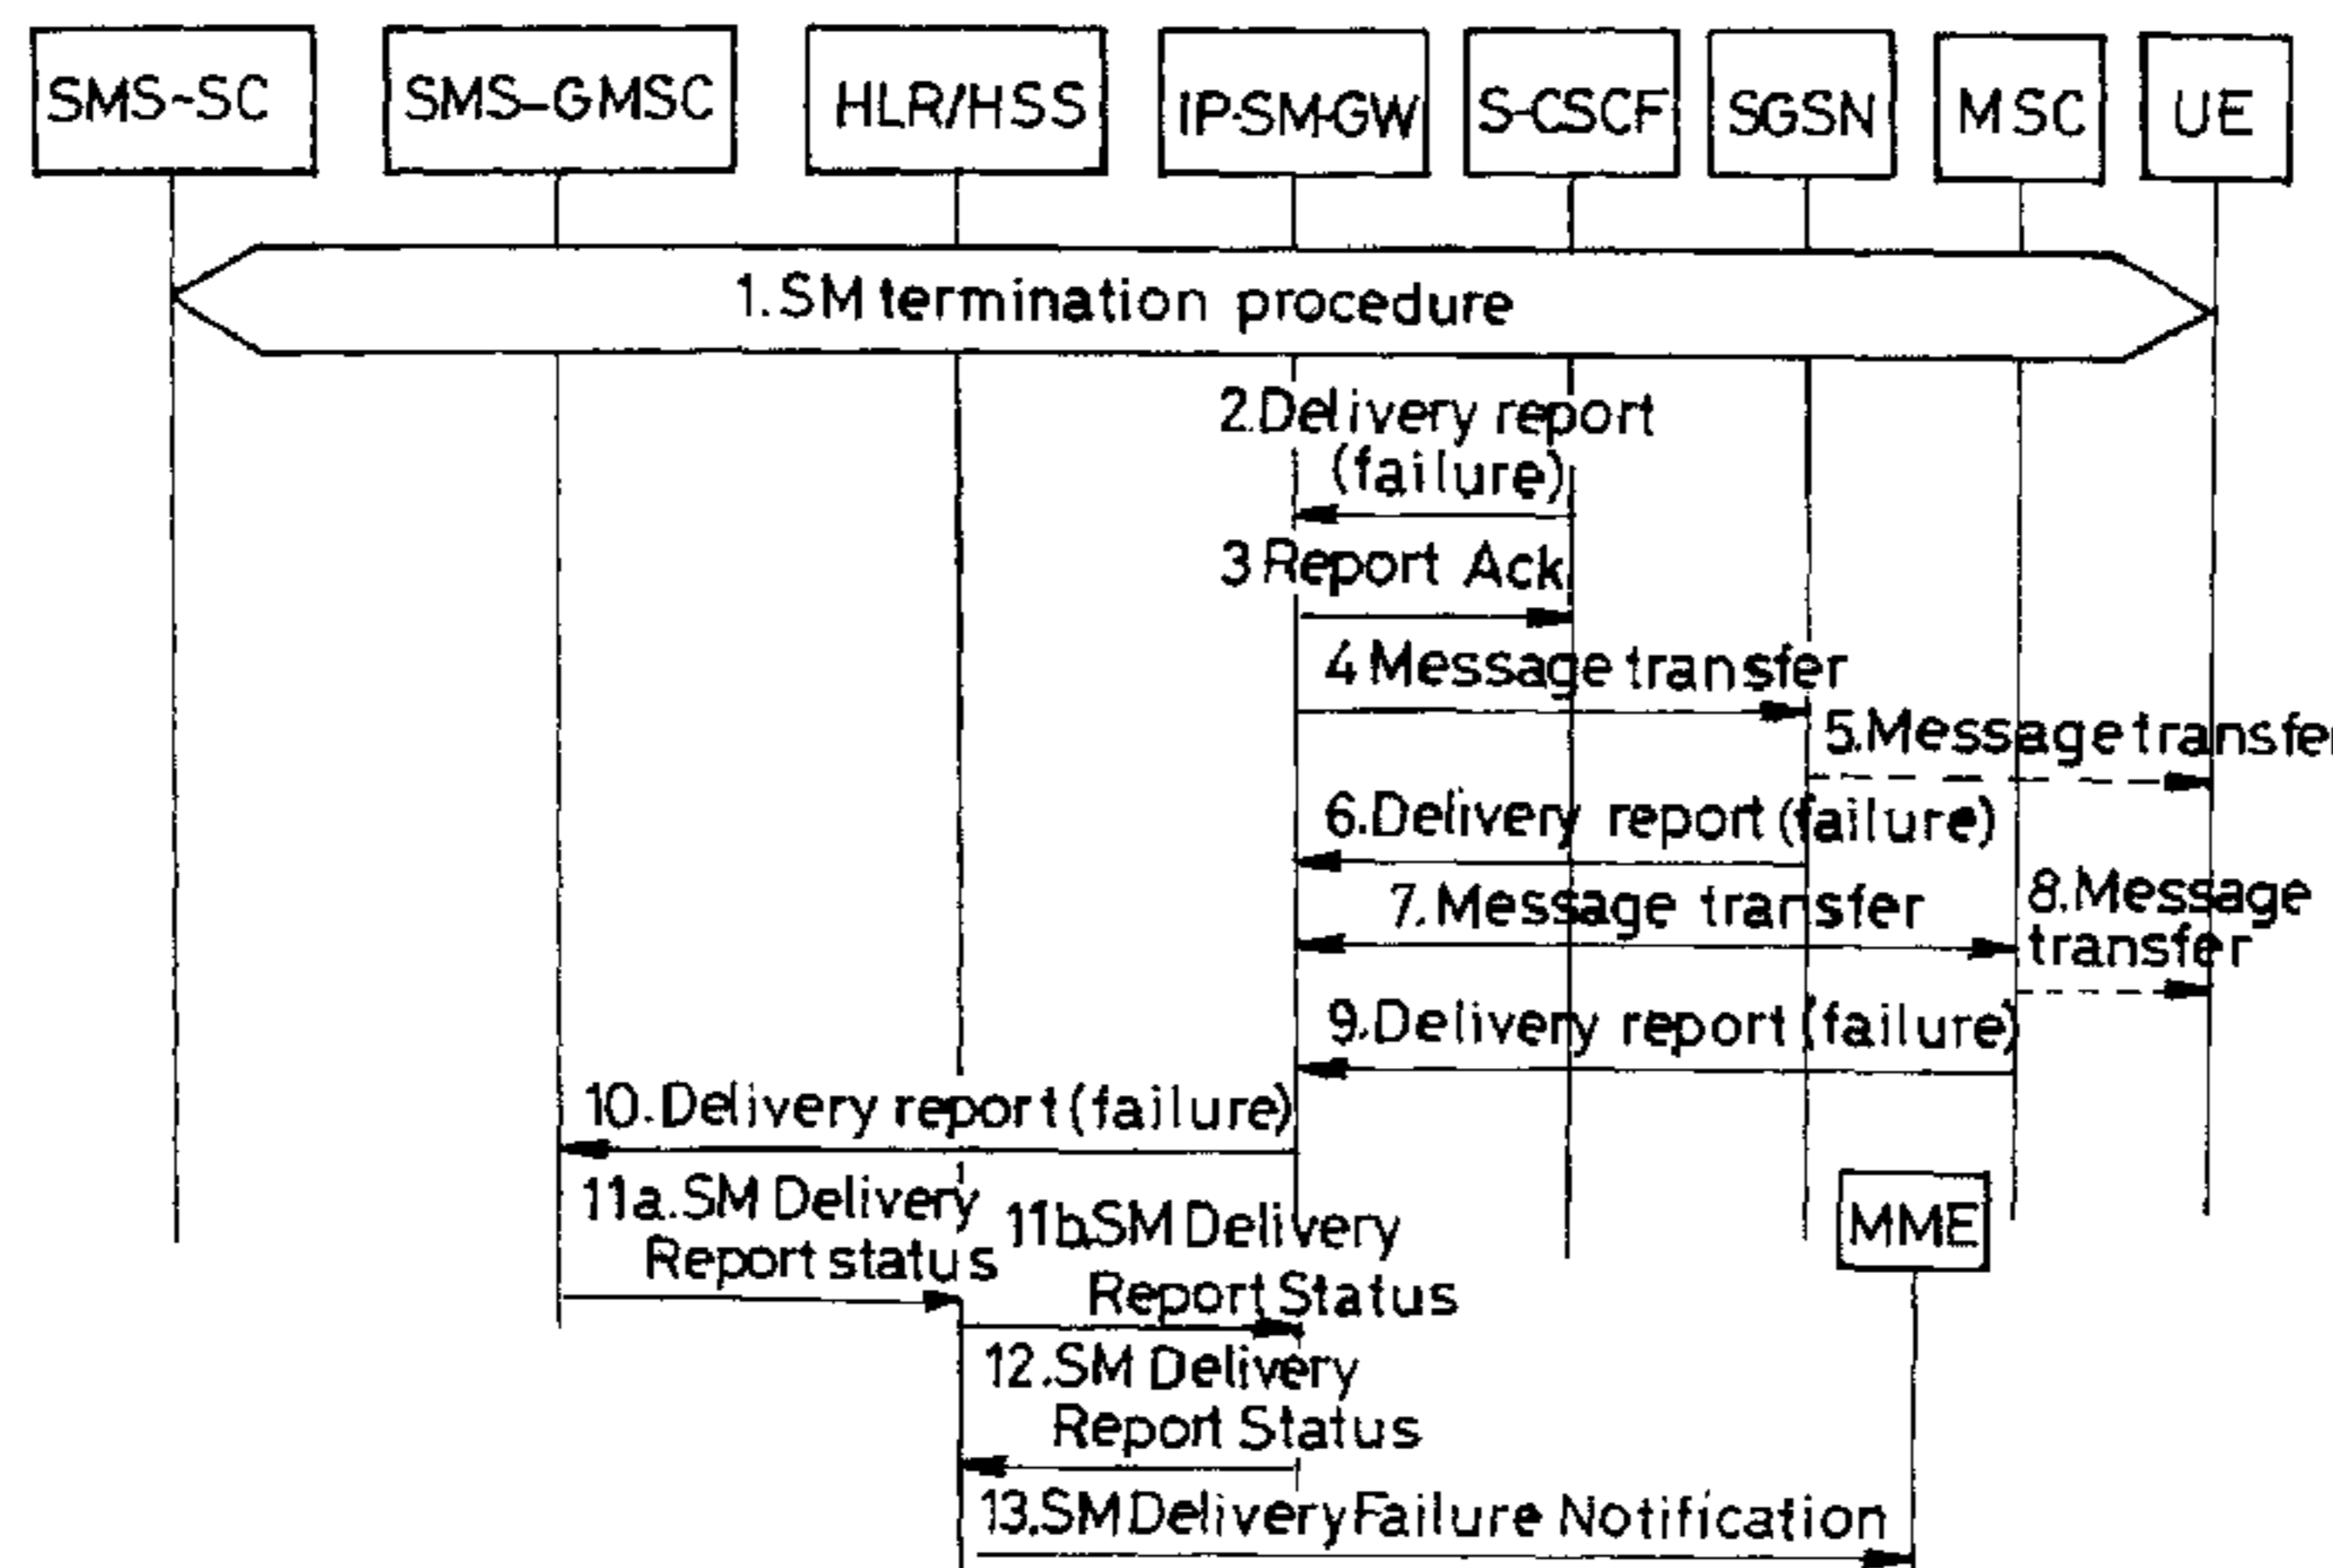 SMS-SC
SMS-GMSC
HLR/HSS
IP-SM-GW
S-CSCF
SGSN
MSC
UE
1.SM termination procedure
2.Delivery report
(failure)
3 Report Ack
4 Message transfer
5.Message transfer
6.Delivery report (failure)
7.Message transfer
8.Message
transfer
9.Delivery report (failure)
10.Delivery report (failure)
11a.SM Delivery
Report status
11b.SM Delivery
Report Status
MME
12.SM Delivery
Report Status
13.SM Delivery Failure Notification